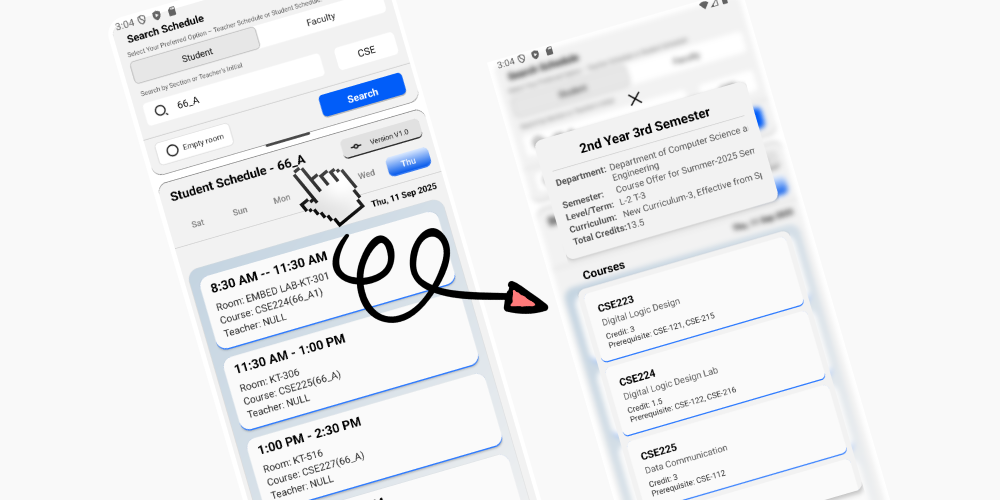 3:04
Search Schedule
Select Your Preferred Option – Teacher Schedule or Student Schedule
Student
Faculty
Search by Section or Teacher's Initial
66_A
CSE
Search
Empty room
Student Schedule - 66_A
Version V1.0
Sat
Sun
Mon
Wed
Thu
Thu, 11 Sep 2025
8:30 AM -- 11:30 AM
Room: EMBED LAB-KT-301
Course: CSE224(66_A1)
Teacher: NULL
11:30 AM - 1:00 PM
Room: KT-306
Course: CSE225(66_A)
Teacher: NULL
1:00 PM - 2:30 PM
Room: KT-516
Course: CSE227(66_A)
Teacher: NULL
3:04
Search Schedule
2nd Year 3rd Semester
Department: Department of Computer Science a
Engineering
Semester: Course Offer for Summer-2025 Sem
Level/Term: L-2 T-3
Curriculum: New Curriculum-3, Effective from Sp
Total Credits:13.5
Courses
CSE223
Digital Logic Design
Credit: 3
Prerequisite: CSE-121, CSE-215
CSE224
Digital Logic Design Lab
Credit: 1.5
Prerequisite: CSE-122, CSE-216
CSE225
Data Communication
Credit: 3
Prerequisite: CSE-112